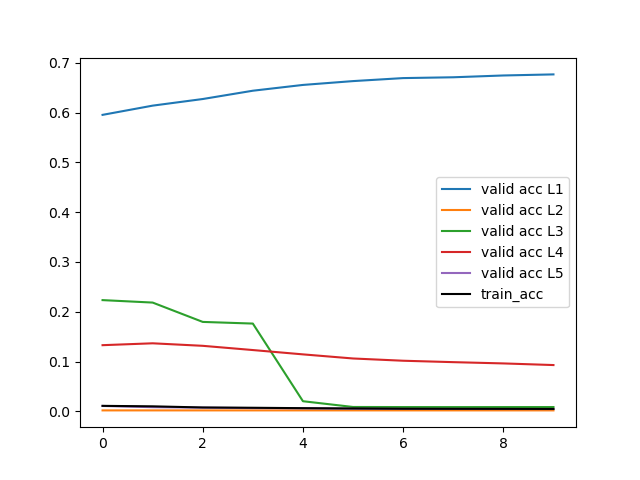 0.7
0.6
0.5
0.4
0.3
0.2
0.1
0.0
valid acc L1
valid acc L2
valid acc L3
valid acc L4
valid acc L5
train_acc
0 2 4 6 8